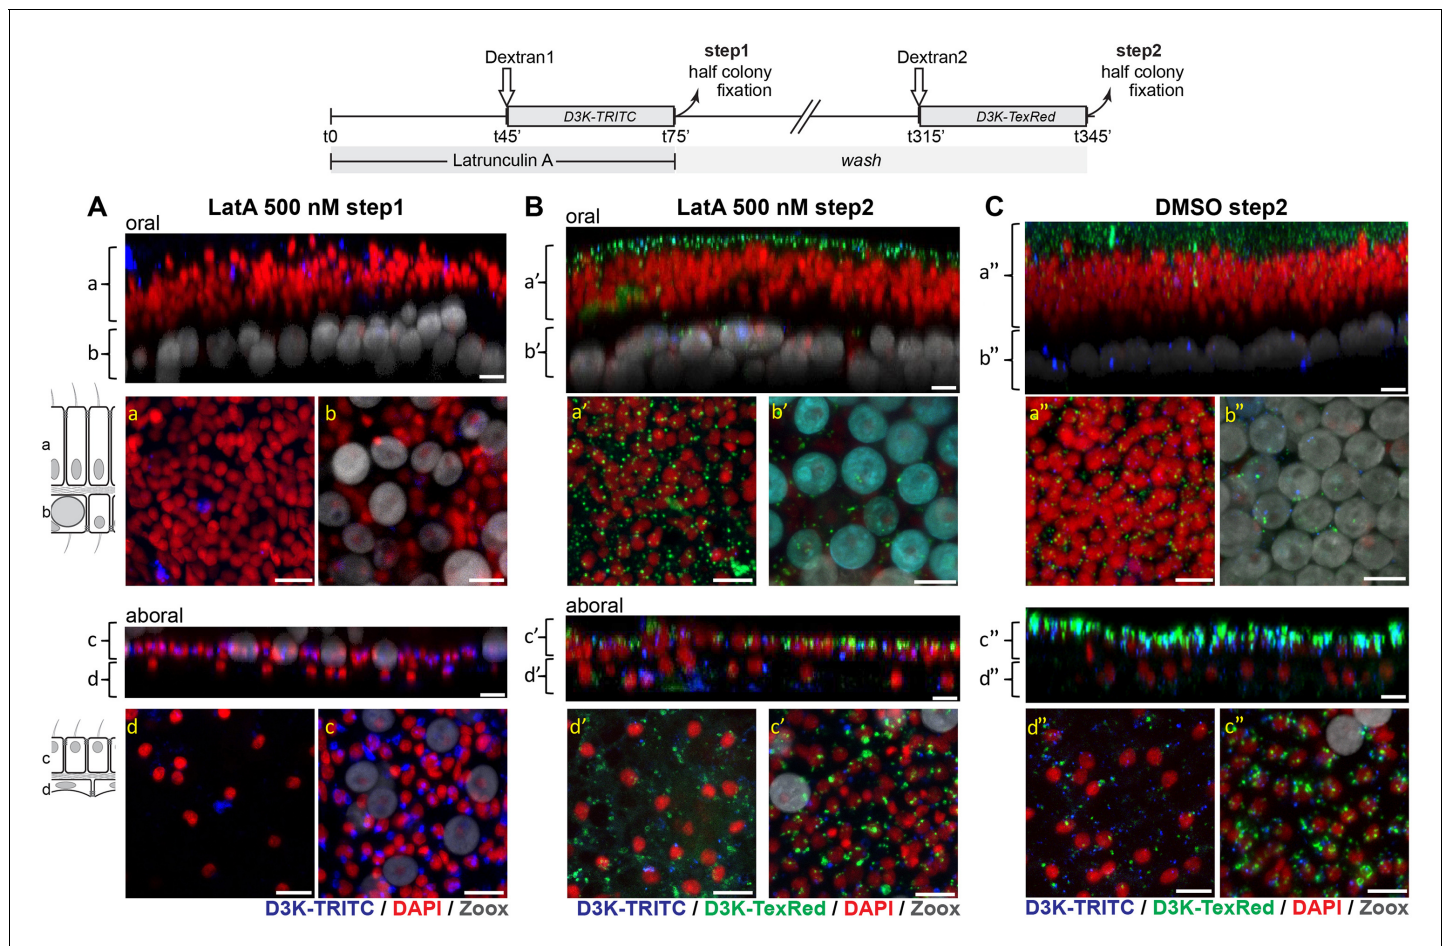 Dextran1
step1
half colony
fixation
Dextran2
step2
half colony
fixation
D3K-TRITC
D3K-TexRed
t0
t45’
t75’
t315’
t345’
Latrunculin A
wash
A
LatA 500 nM step1
B
LatA 500 nM step2
C
DMSO step2
oral
oral
a
b
a’
b’
a”
b”
a
b
a
b
a’
b’
a”
b”
aboral
aboral
c
d
c’
d’
c”
d”
c
d
d
c
d’
c’
d”
c”
D3K-TRITC / DAPI / Zoox
D3K-TRITC / D3K-TexRed / DAPI / Zoox
D3K-TRITC / D3K-TexRed / DAPI / Zoox